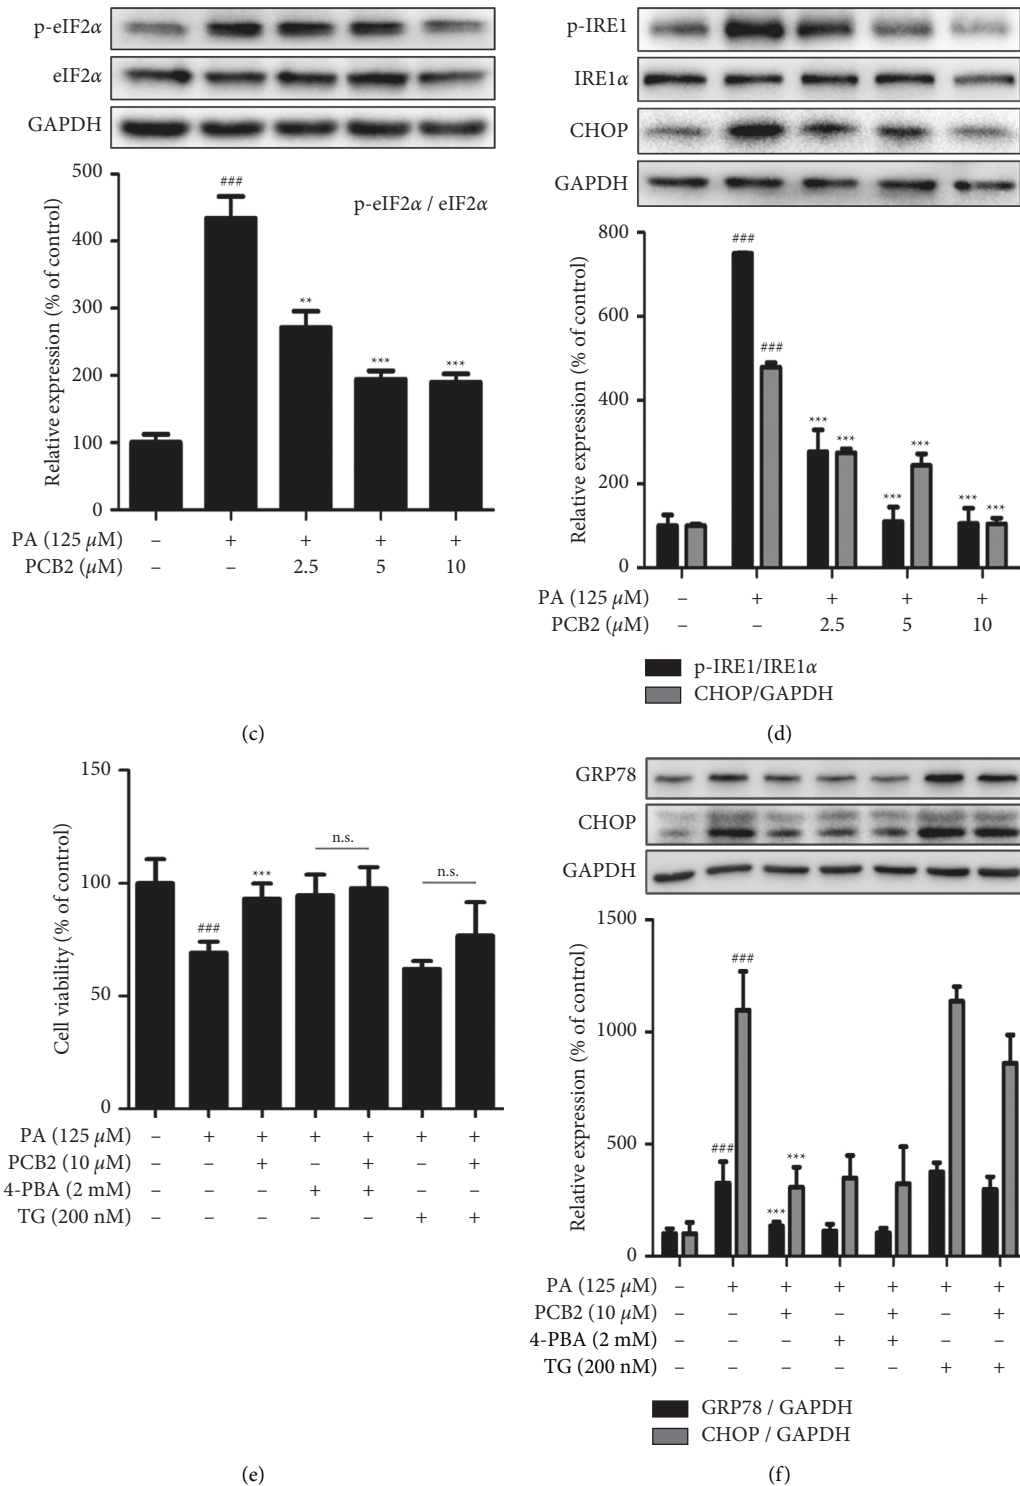 p-eIF2α
eIF2α
GAPDH
500
400
300
200
100
0
Relative expression (% of control)
p-eIF2α / eIF2α
###
**
***
***
PA (125 μM) – + + + +
PCB2 (μM) – – 2.5 5 10
(c)
p-IRE1
IRE1α
CHOP
GAPDH
800
600
400
200
0
Relative expression (% of control)
###
###
***
***
***
***
***
***
PA (125 μM) – + + + +
PCB2 (μM) – – 2.5 5 10
p-IRE1/IRE1α
CHOP/GAPDH
(d)
150
100
50
0
Cell viability (% of control)
###
***
n.s.
n.s.
PA (125 μM) – + + + + + +
PCB2 (10 μM) – – + – + – +
4-PBA (2 mM) – – – + + – –
TG (200 nM) – – – – – + +
(e)
GRP78
CHOP
GAPDH
1500
1000
500
0
Relative expression (% of control)
###
###
***
***
PA (125 μM) – + + + + + +
PCB2 (10 μM) – – + – + – +
4-PBA (2 mM) – – – + + – –
TG (200 nM) – – – – – + +
GRP78 / GAPDH
CHOP / GAPDH
(f)